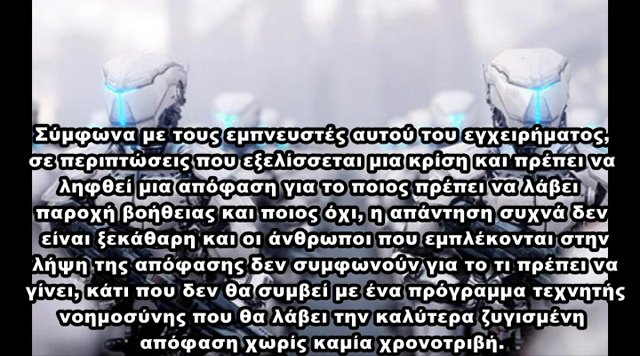 Σύμφωνα με τους εμπνευστές αυτού του εγχειρήματος,
σε περιπτώσεις που εξελίσσεται μια κρίση και πρέπει να
ληφθεί μια απόφαση για το ποιος πρέπει να λάβει
παροχή βοήθειας και ποιος όχι, η απάντηση συχνά δεν
είναι ξεκάθαρη και οι άνθρωποι που εμπλέκονται στην
λήψη της απόφασης δεν συμφωνούν για το τι πρέπει να
γίνει, κάτι που δεν θα συμβεί με ένα πρόγραμμα τεχνητής
νοημοσύνης που θα λάβει την καλύτερα ζυγισμένη
απόφαση χωρίς καμία χρονοτριβή.